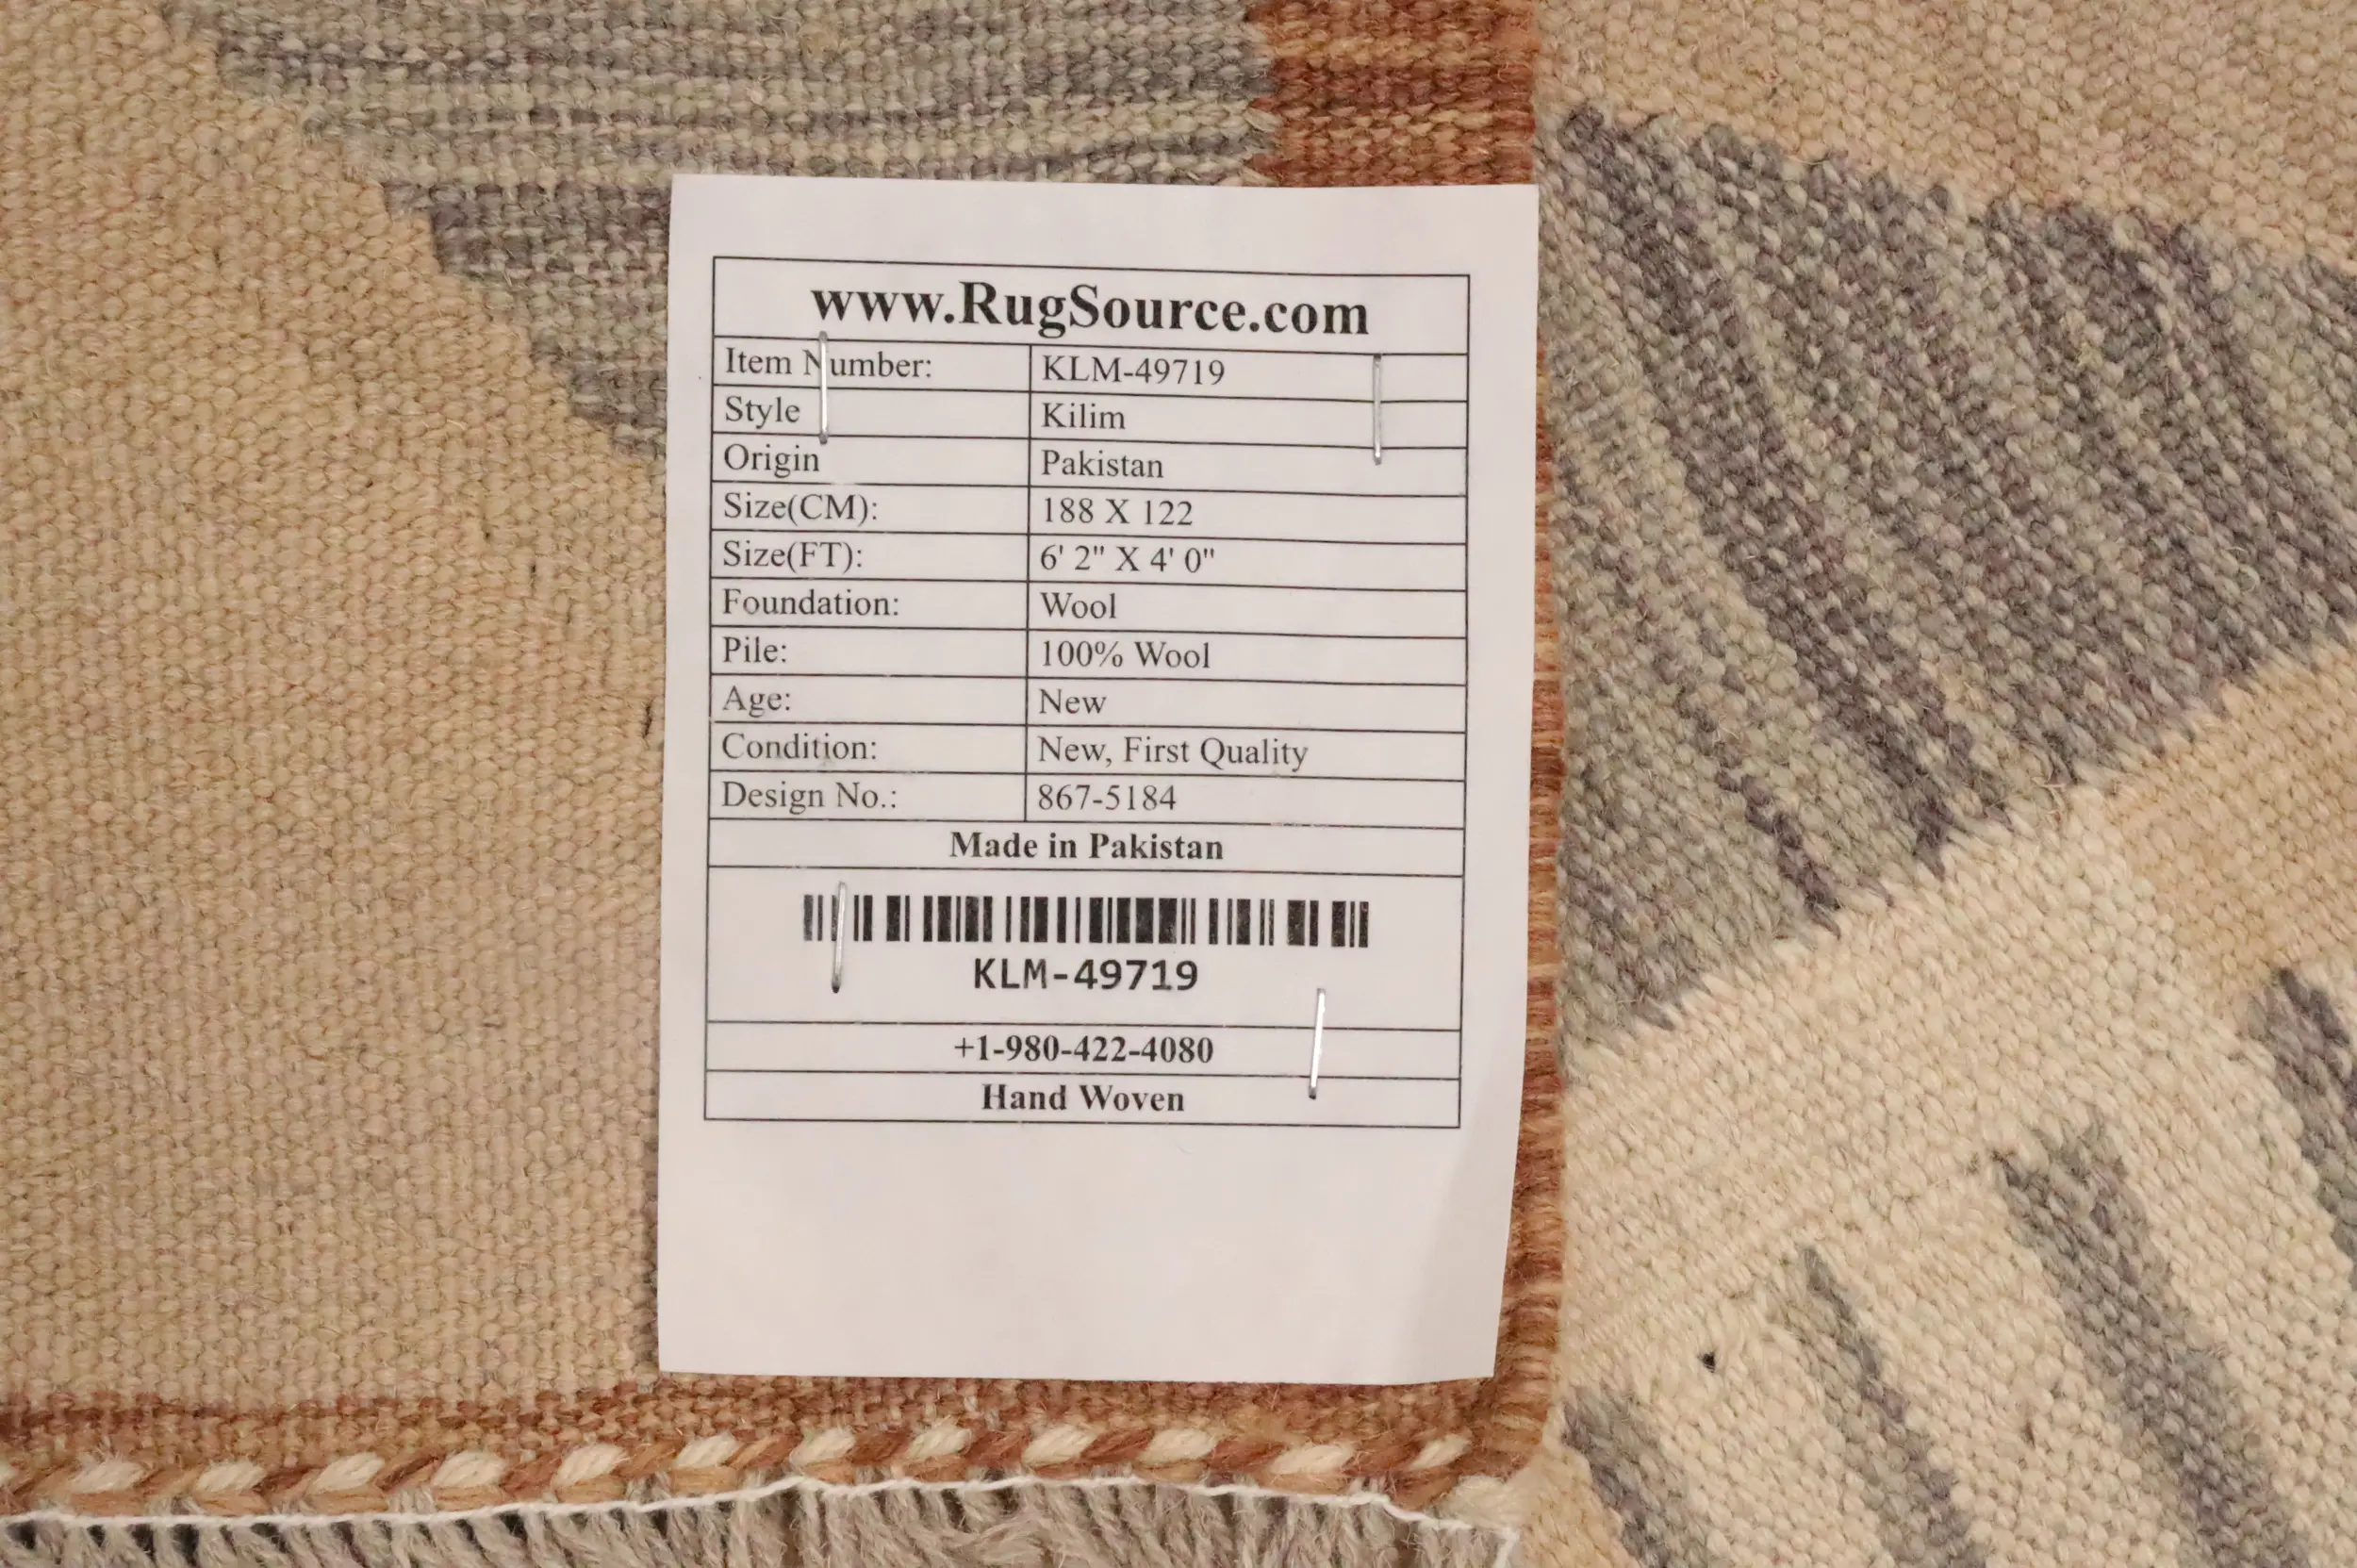 www.RugSource.com
Item Number: KLM-49719
Style Kilim
Origin Pakistan
Size(CM): 188 X 122
Size(FT): 6' 2" X 4' 0"
Foundation: Wool
Pile: 100% Wool
Age: New
Condition: New, First Quality
Design No.: 867-5184
Made in Pakistan
KLM-49719
+1-980-422-4080
Hand Woven